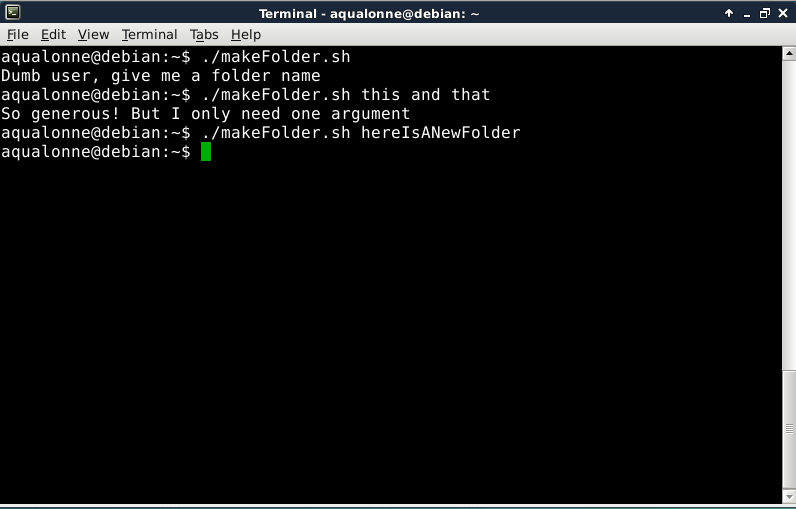 Terminal - aqualonne@debian: ~
File Edit View Terminal Tabs Help
aqualonne@debian:~$ ./makeFolder.sh
Dumb user, give me a folder name
aqualonne@debian:~$ ./makeFolder.sh this and that
So generous! But I only need one argument
aqualonne@debian:~$ ./makeFolder.sh hereIsANewFolder
aqualonne@debian:~$